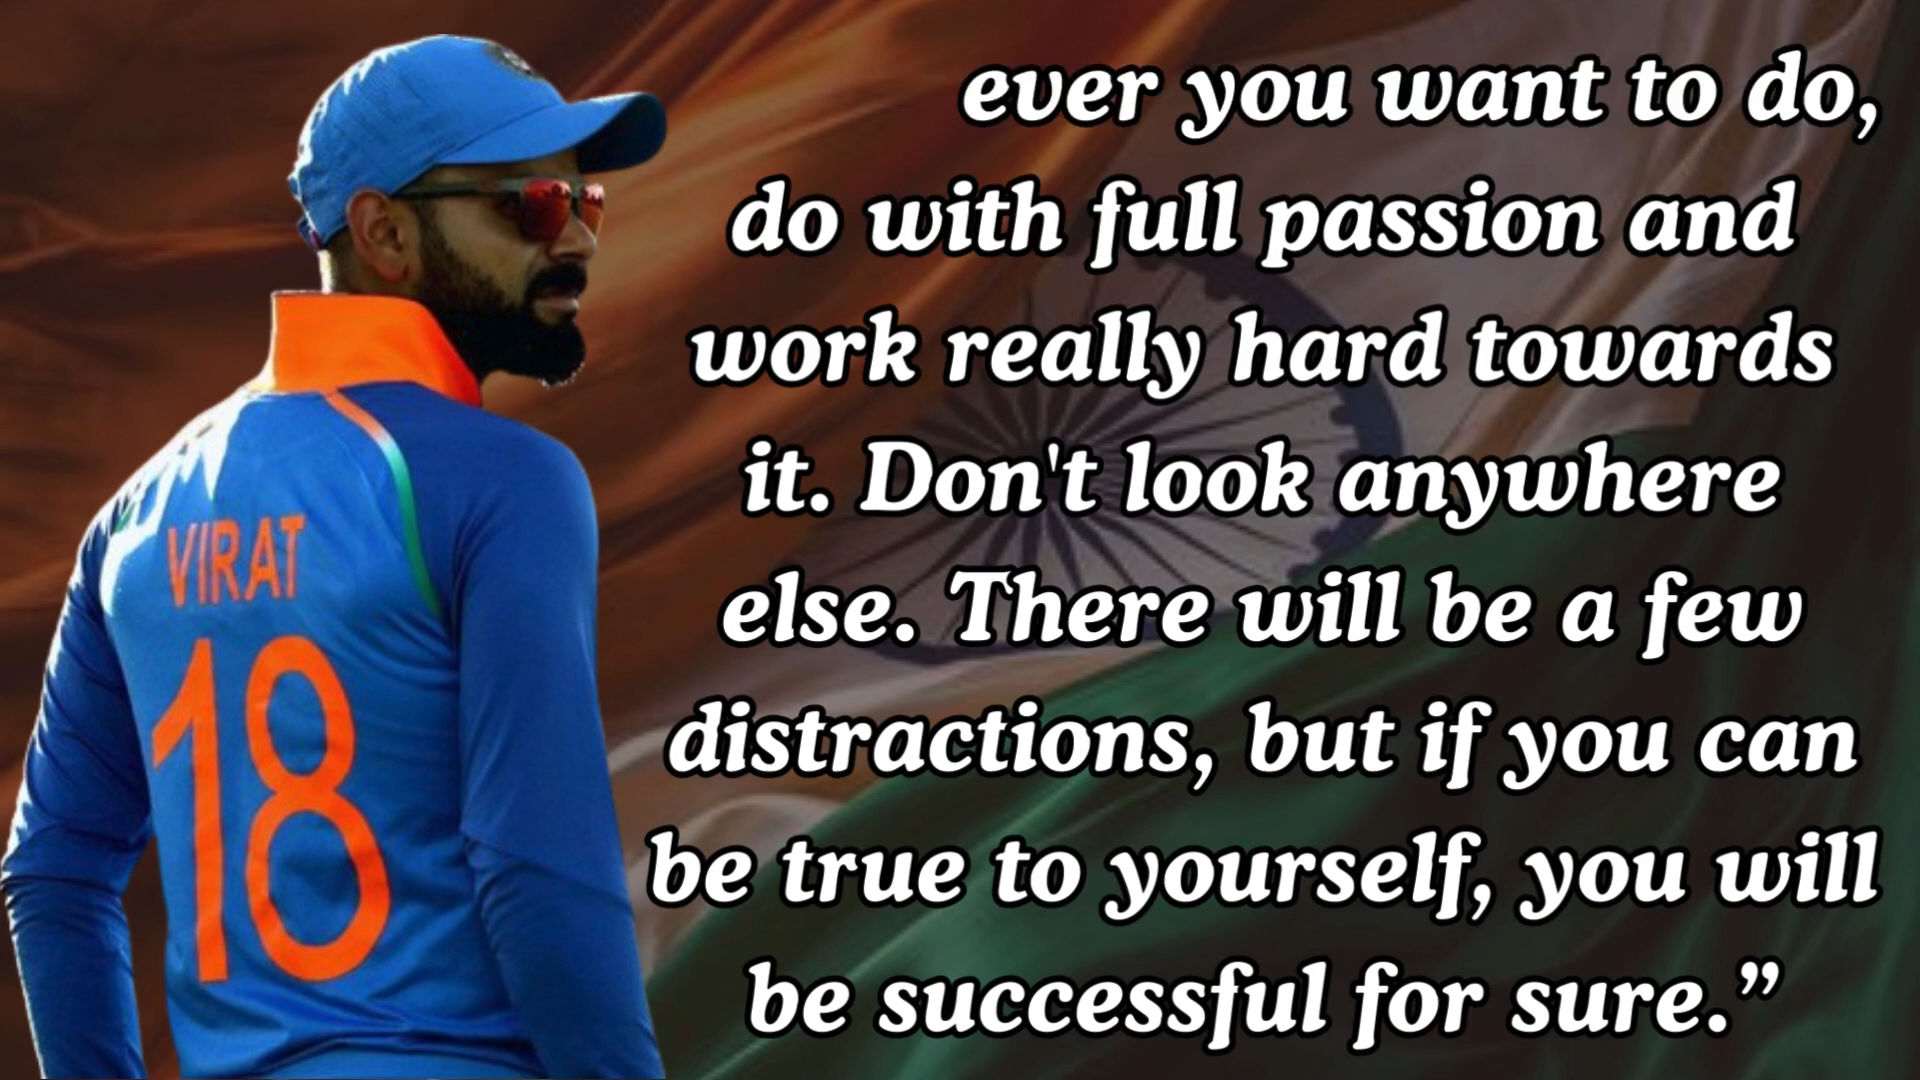 ever you want to do,
do with full passion and
work really hard towards
it. Don't look anywhere
else. There will be a few
distractions, but if you can
be true to yourself, you will
be successful for sure.”
VIRAT
18